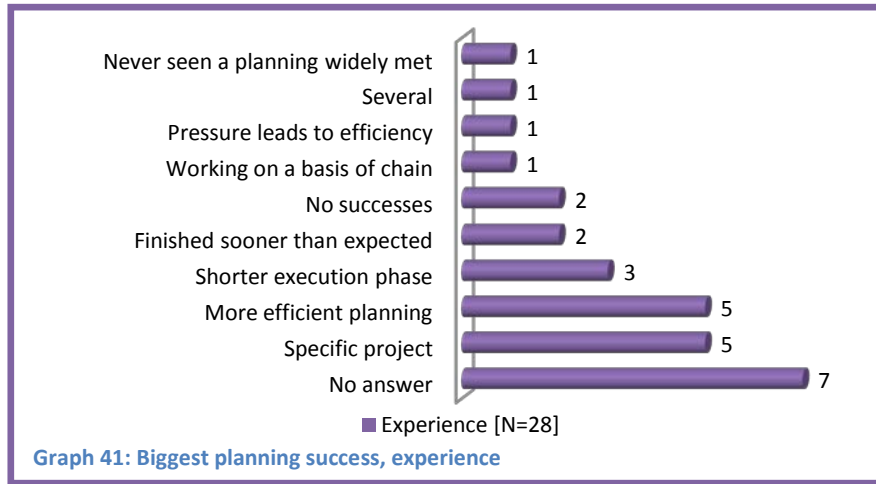 Never seen a planning widely met 1
Several 1
Pressure leads to efficiency 1
Working on a basis of chain 1
No successes 2
Finished sooner than expected 2
Shorter execution phase 3
More efficient planning 5
Specific project 5
No answer 7
Experience [N=28]
Graph 41: Biggest planning success, experience